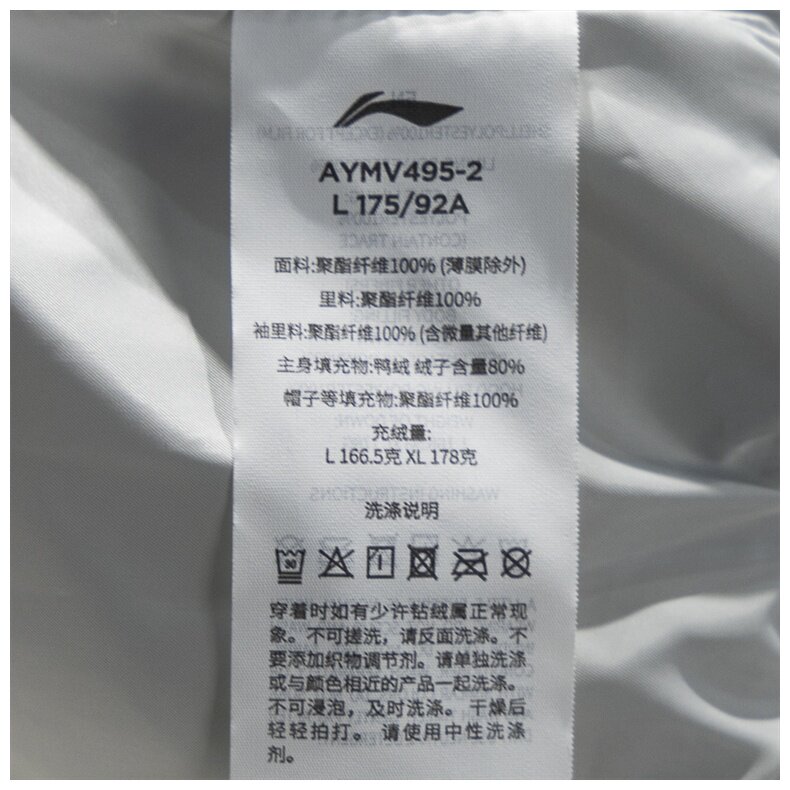 AYMV495-2
L 175/92A
面料:聚酯纤维100% (薄膜除外)
里料:聚酯纤维100%
袖里料:聚酯纤维100% (含微量其他纤维)
主身填充物:鸭绒 绒子含量80%
帽子等填充物:聚酯纤维100%
充绒量:
L 166.5克 XL 178克
洗涤说明
30
穿着时如有少许钻绒属正常现
象。不可搓洗，请反面洗涤。不
要添加织物调节剂。请单独洗涤
或与颜色相近的产品一起洗涤。
不可浸泡，及时洗涤。 干燥后
轻轻拍打。 请使用中性洗涤
剂。